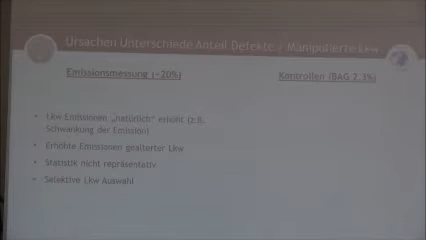 Ursachen Unterschiede Anteil Defekte / Manipulierte Lkw
Emissionsmessung (~20%)
Kontrollen (BAG 2.3%)
• Lkw Emissionen „natürlich“ erhöht (z.B.
Schwankung der Emission)
• Erhöhte Emissionen gealterter Lkw
• Statistik nicht repräsentativ
• Selektive Lkw Auswahl